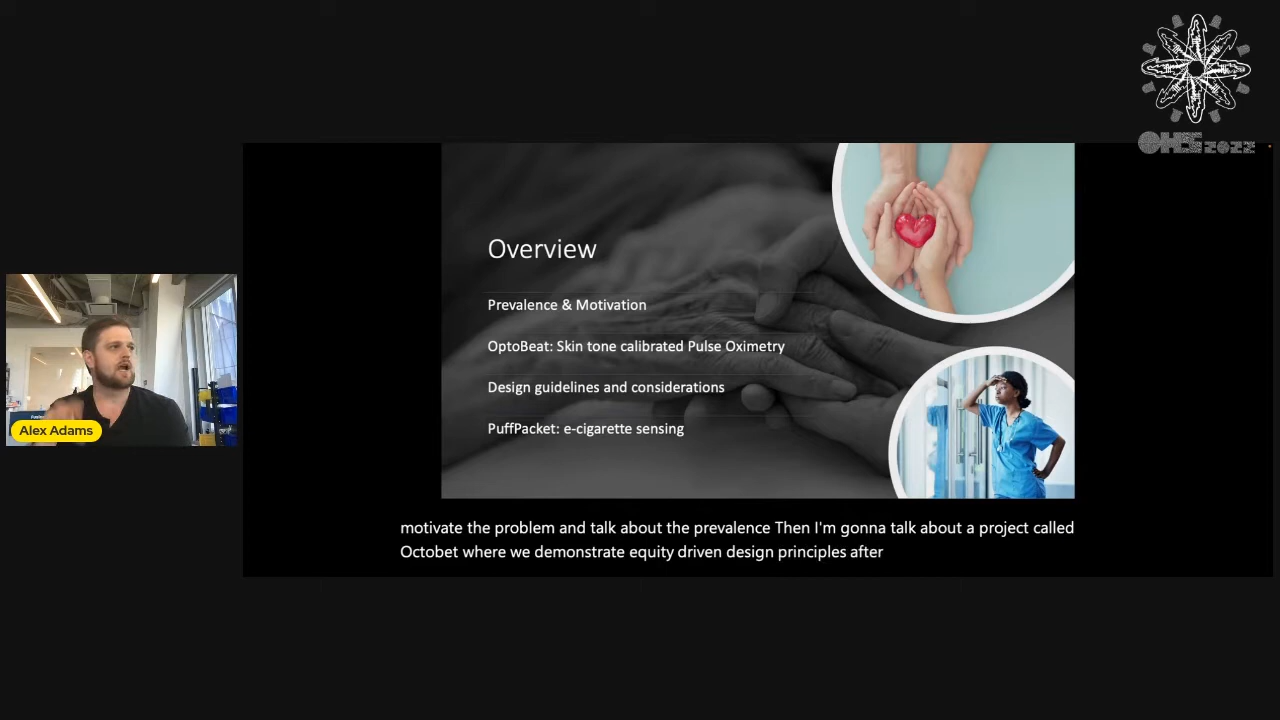 OHS 2022
Overview
Prevalence & Motivation
OptoBeat: Skin tone calibrated Pulse Oximetry
Design guidelines and considerations
PuffPacket: e-cigarette sensing
Alex Adams
motivate the problem and talk about the prevalence Then I'm gonna talk about a project called
Octobet where we demonstrate equity driven design principles after